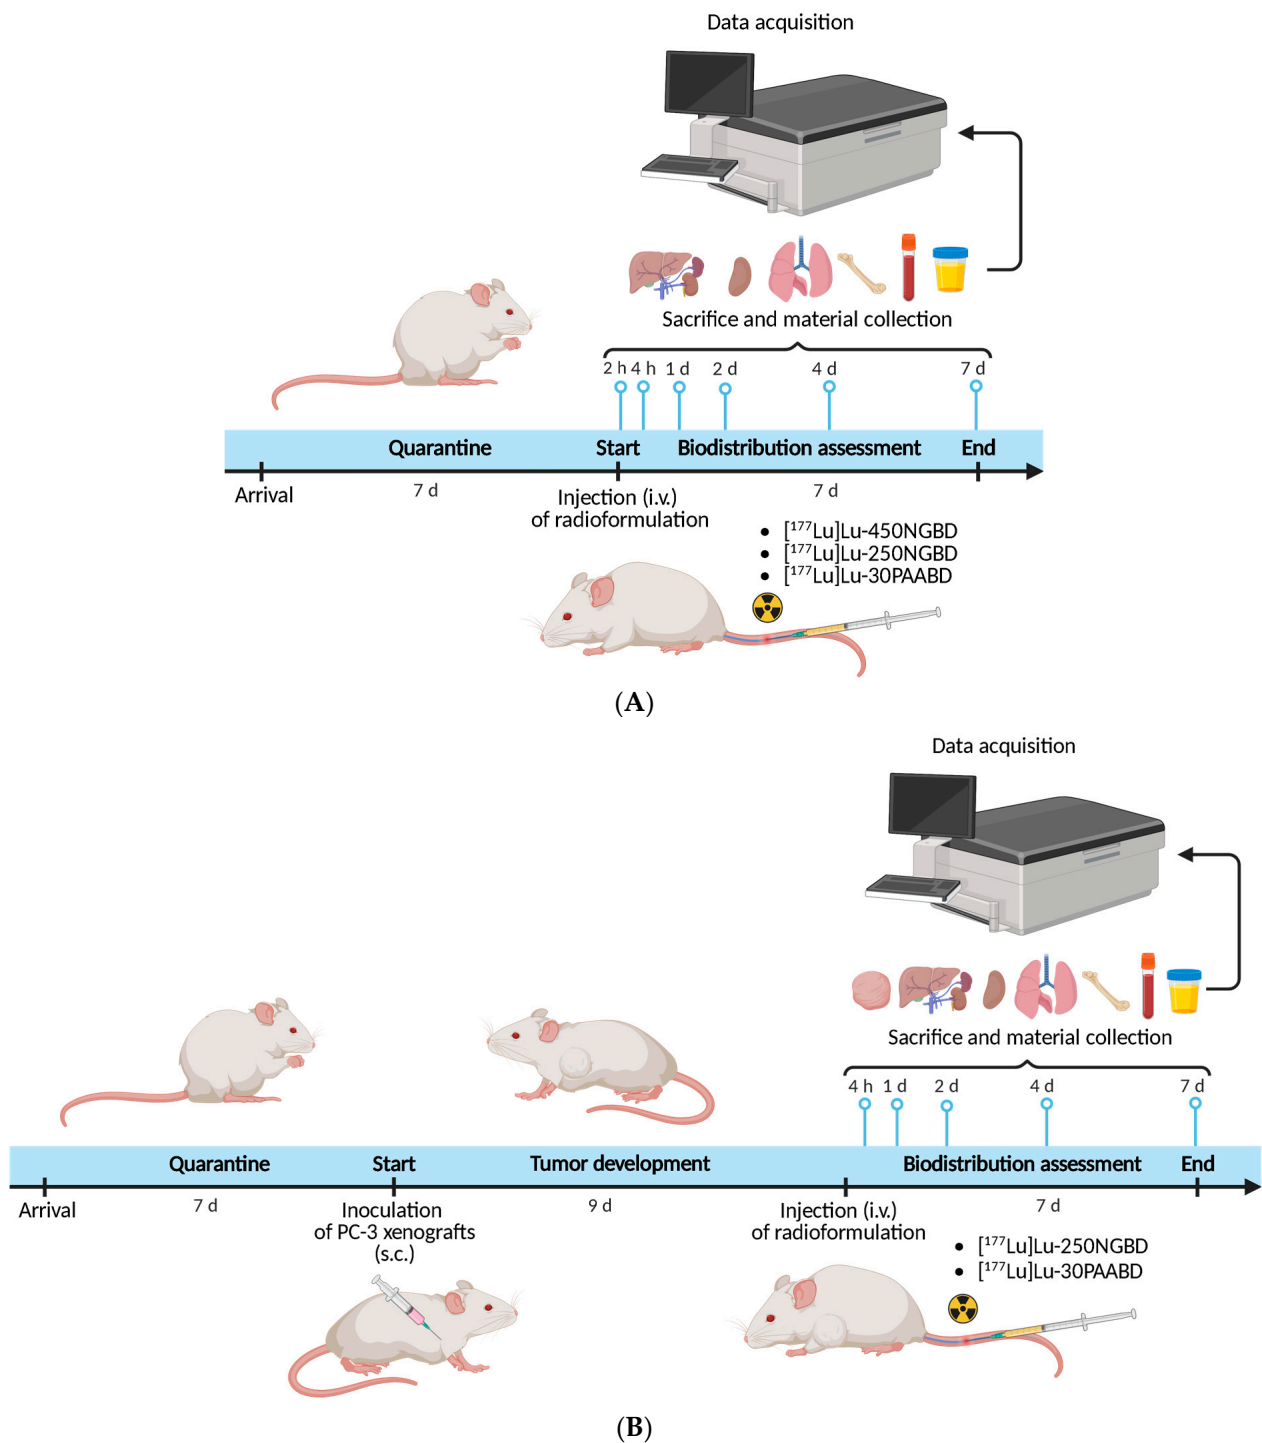 Data acquisition
Sacrifice and material collection
2 h 4 h 1 d 2 d 4 d 7 d
Quarantine Start Biodistribution assessment End
Arrival 7 d Injection (i.v.) 7 d
of radioformulation
• [¹⁷⁷Lu]Lu-450NGBD
• [¹⁷⁷Lu]Lu-250NGBD
• [¹⁷⁷Lu]Lu-30PAABD
(A)
Data acquisition
Sacrifice and material collection
4 h 1 d 2 d 4 d 7 d
Quarantine Start Tumor development Biodistribution assessment End
Arrival 7 d Inoculation 9 d Injection (i.v.) 7 d
of PC-3 xenografts of radioformulation
(s.c.)
• [¹⁷⁷Lu]Lu-250NGBD
• [¹⁷⁷Lu]Lu-30PAABD
(B)